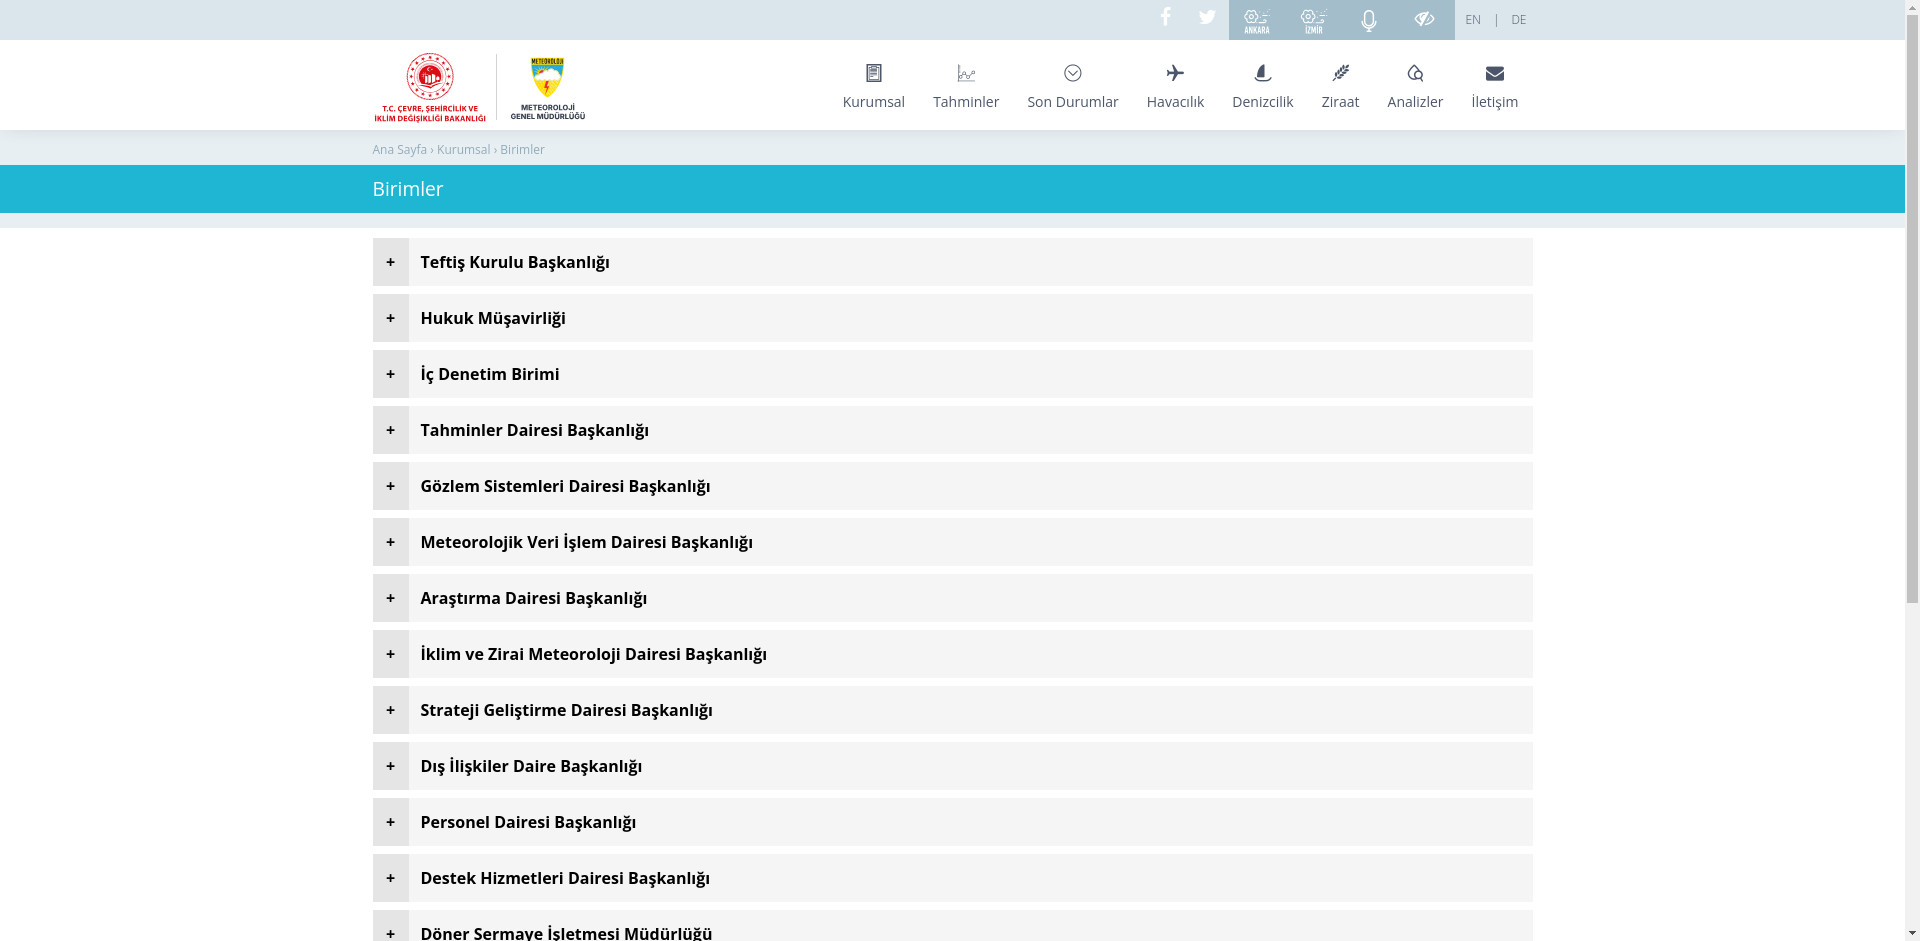 ANKARA
İZMİR
EN | DE
T.C. ÇEVRE, ŞEHİRCİLİK VE
İKLİM DEĞİŞİKLİĞİ BAKANLIĞI
METEOROLOJİ
METEOROLOJİ
GENEL MÜDÜRLÜĞÜ
Kurumsal
Tahminler
Son Durumlar
Havacılık
Denizcilik
Ziraat
Analizler
İletişim
Ana Sayfa › Kurumsal › Birimler
Birimler
+ Teftiş Kurulu Başkanlığı
+ Hukuk Müşavirliği
+ İç Denetim Birimi
+ Tahminler Dairesi Başkanlığı
+ Gözlem Sistemleri Dairesi Başkanlığı
+ Meteorolojik Veri İşlem Dairesi Başkanlığı
+ Araştırma Dairesi Başkanlığı
+ İklim ve Zirai Meteoroloji Dairesi Başkanlığı
+ Strateji Geliştirme Dairesi Başkanlığı
+ Dış İlişkiler Daire Başkanlığı
+ Personel Dairesi Başkanlığı
+ Destek Hizmetleri Dairesi Başkanlığı
+ Döner Sermaye İşletmesi Müdürlüğü